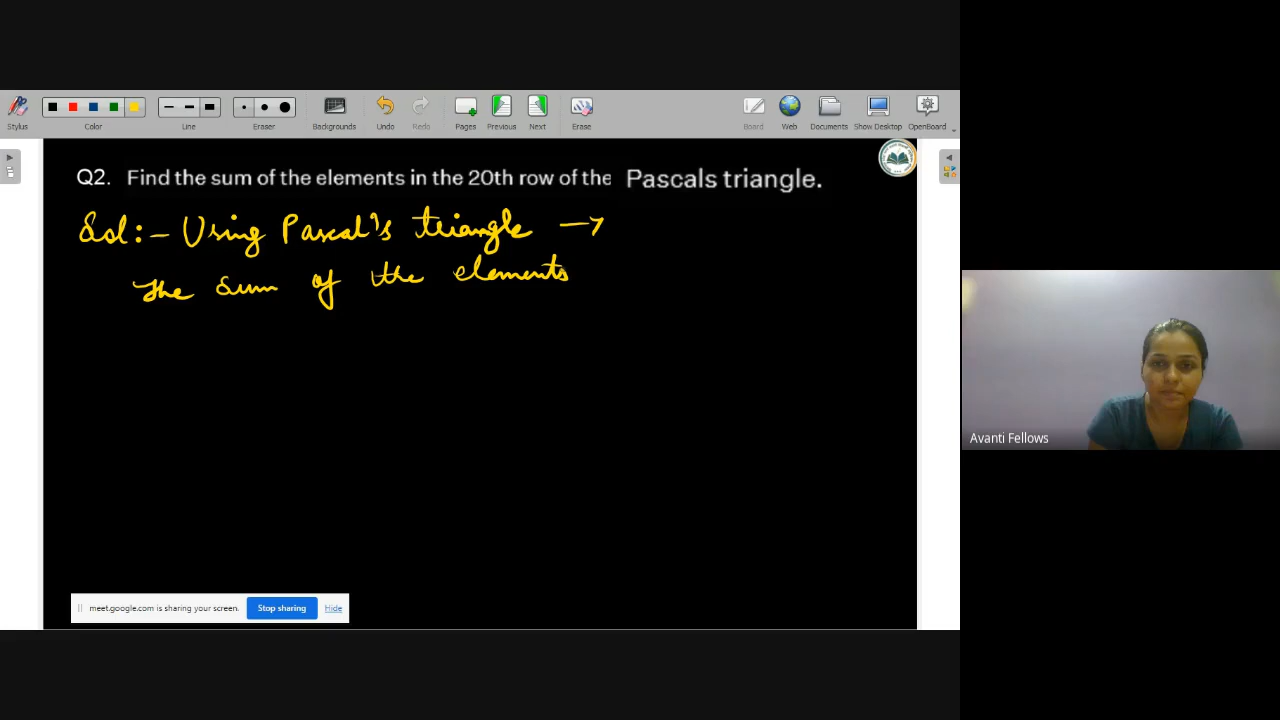 Stylus
Color
Line
Eraser
Backgrounds
Undo
Redo
Pages
Previous
Next
Erase
Board
Web
Documents
Show Desktop
OpenBoard
Q2. Find the sum of the elements in the 20th row of the Pascals triangle.
Sol:- Using Pascal's triangle →
The sum of the elements
Avanti Fellows
meet.google.com is sharing your screen. Stop sharing Hide